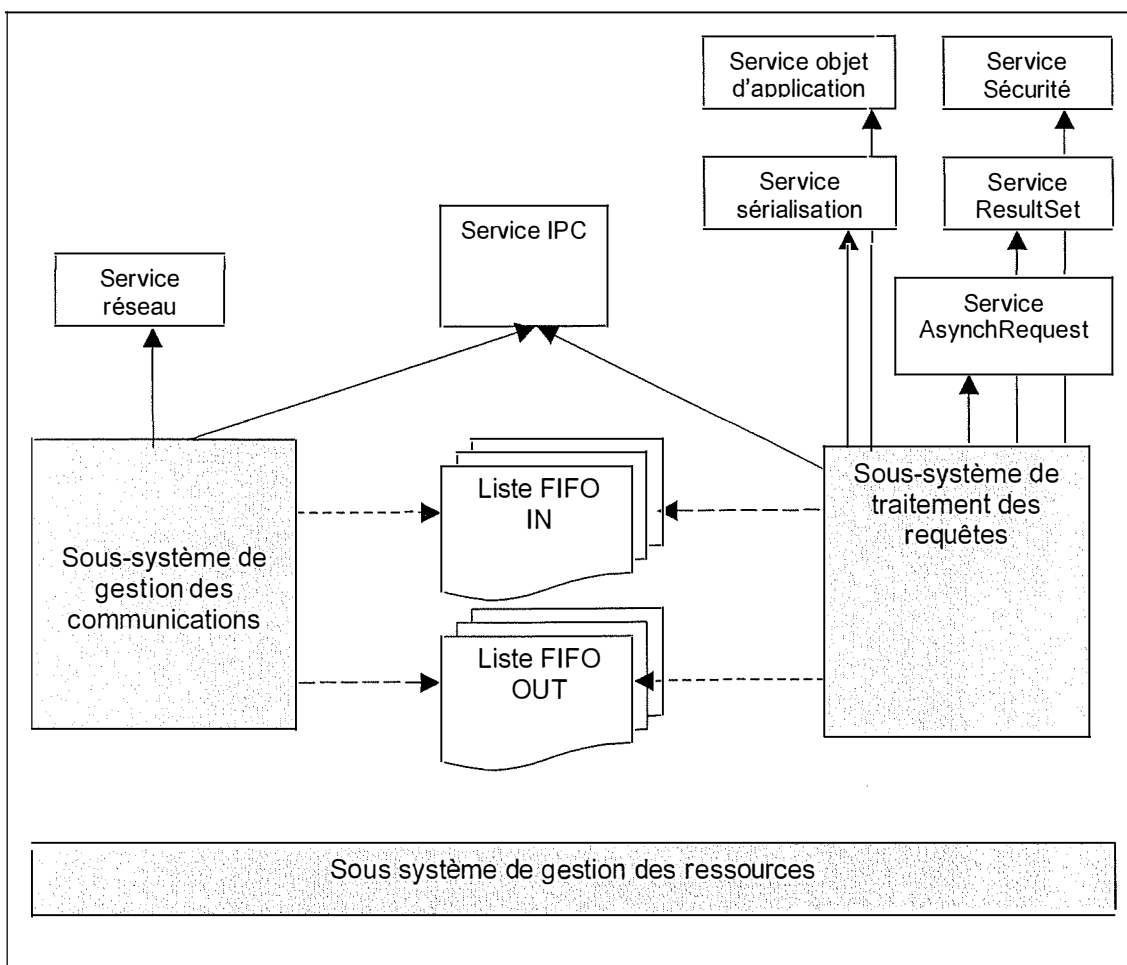 Service objet
d'application
Service
Sécurité
Service
sérialisation
Service
ResultSet
Service IPC
Service
réseau
Service
AsynchRequest
Sous-système de
gestion des
communications
Liste FIFO
IN
Liste FIFO
OUT
Sous-système de
traitement des
requêtes
Sous système de gestion des ressources